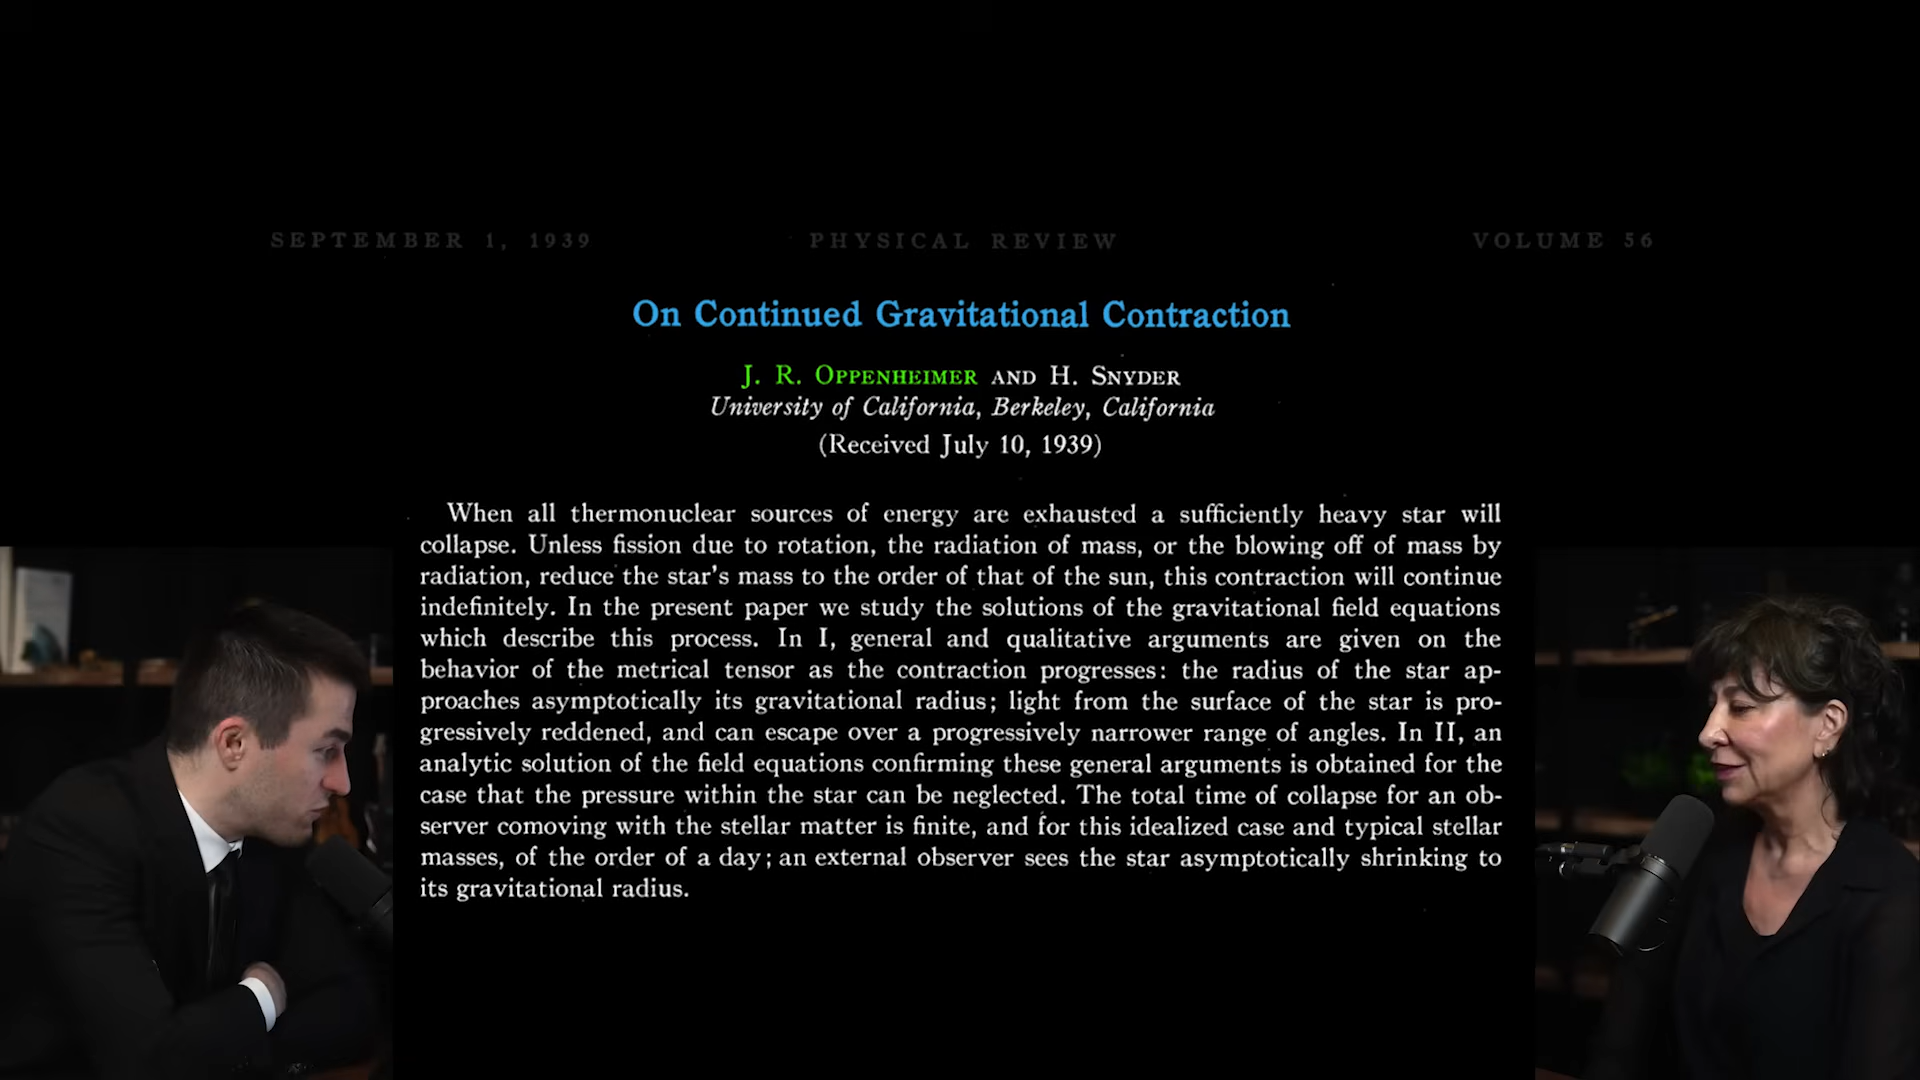 SEPTEMBER 1, 1939 PHYSICAL REVIEW VOLUME 56
On Continued Gravitational Contraction
J. R. OPPENHEIMER AND H. SNYDER
University of California, Berkeley, California
(Received July 10, 1939)
When all thermonuclear sources of energy are exhausted a sufficiently heavy star will
collapse. Unless fission due to rotation, the radiation of mass, or the blowing off of mass by
radiation, reduce the star's mass to the order of that of the sun, this contraction will continue
indefinitely. In the present paper we study the solutions of the gravitational field equations
which describe this process. In I, general and qualitative arguments are given on the
behavior of the metrical tensor as the contraction progresses: the radius of the star ap-
proaches asymptotically its gravitational radius; light from the surface of the star is pro-
gressively reddened, and can escape over a progressively narrower range of angles. In II, an
analytic solution of the field equations confirming these general arguments is obtained for the
case that the pressure within the star can be neglected. The total time of collapse for an ob-
server comoving with the stellar matter is finite, and for this idealized case and typical stellar
masses, of the order of a day; an external observer sees the star asymptotically shrinking to
its gravitational radius.